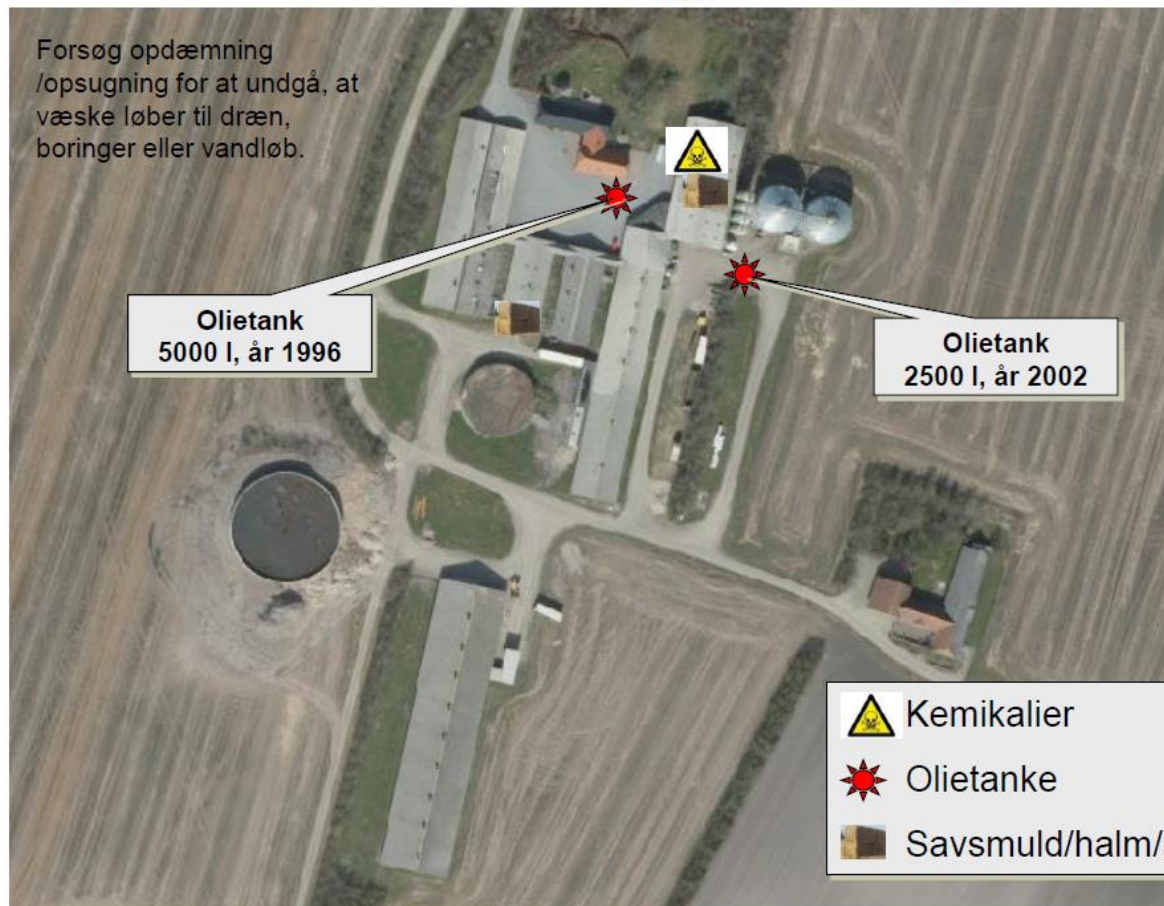 Forsøg opdæmning
/opsugning for at undgå, at
væske løber til dræn,
boringer eller vandløb.
Olietank
5000 l, år 1996
Olietank
2500 l, år 2002
Kemikalier
Olietanke
Savsmuld/halm/